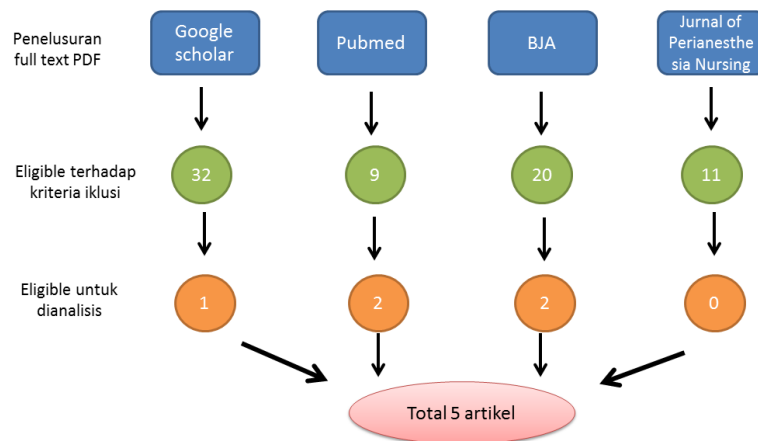 Penelusuran
full text PDF
Google
scholar
Pubmed
BJA
Jurnal of
Perianesthe
sia Nursing
Eligible terhadap
kriteria iklusi
32
9
20
11
Eligible untuk
dianalisis
1
2
2
0
Total 5 artikel